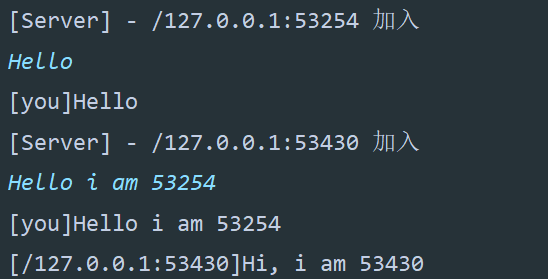 [Server] - /127.0.0.1:53254 加入
Hello
[you]Hello
[Server] - /127.0.0.1:53430 加入
Hello i am 53254
[you]Hello i am 53254
[/127.0.0.1:53430]Hi, i am 53430